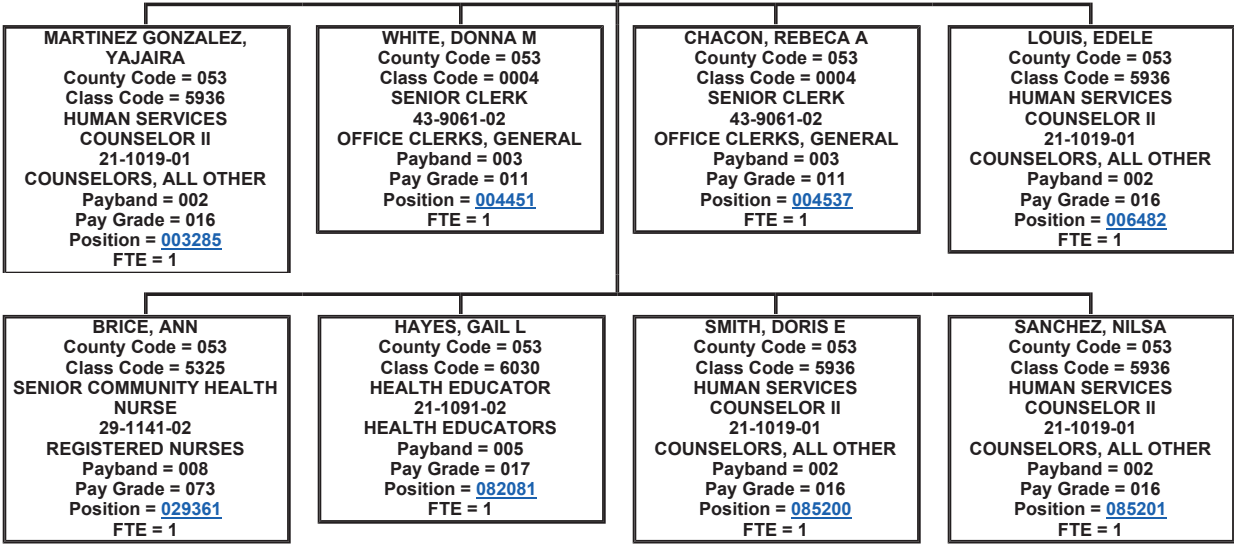 MARTINEZ GONZALEZ,
YAJAIRA
County Code = 053
Class Code = 5936
HUMAN SERVICES
COUNSELOR II
21-1019-01
COUNSELORS, ALL OTHER
Payband = 002
Pay Grade = 016
Position = 003285
FTE = 1
WHITE, DONNA M
County Code = 053
Class Code = 0004
SENIOR CLERK
43-9061-02
OFFICE CLERKS, GENERAL
Payband = 003
Pay Grade = 011
Position = 004451
FTE = 1
CHACON, REBECA A
County Code = 053
Class Code = 0004
SENIOR CLERK
43-9061-02
OFFICE CLERKS, GENERAL
Payband = 003
Pay Grade = 011
Position = 004537
FTE = 1
LOUIS, EDELE
County Code = 053
Class Code = 5936
HUMAN SERVICES
COUNSELOR II
21-1019-01
COUNSELORS, ALL OTHER
Payband = 002
Pay Grade = 016
Position = 006482
FTE = 1
BRICE, ANN
County Code = 053
Class Code = 5325
SENIOR COMMUNITY HEALTH
NURSE
29-1141-02
REGISTERED NURSES
Payband = 008
Pay Grade = 073
Position = 029361
FTE = 1
HAYES, GAIL L
County Code = 053
Class Code = 6030
HEALTH EDUCATOR
21-1091-02
HEALTH EDUCATORS
Payband = 005
Pay Grade = 017
Position = 082081
FTE = 1
SMITH, DORIS E
County Code = 053
Class Code = 5936
HUMAN SERVICES
COUNSELOR II
21-1019-01
COUNSELORS, ALL OTHER
Payband = 002
Pay Grade = 016
Position = 085200
FTE = 1
SANCHEZ, NILSA
County Code = 053
Class Code = 5936
HUMAN SERVICES
COUNSELOR II
21-1019-01
COUNSELORS, ALL OTHER
Payband = 002
Pay Grade = 016
Position = 085201
FTE = 1